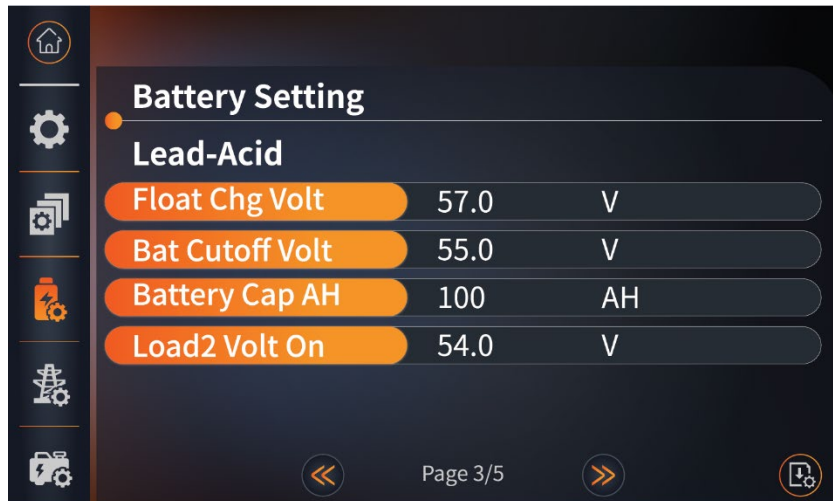 Battery Setting
Lead-Acid
Float Chg Volt 57.0 V
Bat Cutoff Volt 55.0 V
Battery Cap AH 100 AH
Load2 Volt On 54.0 V
Page 3/5